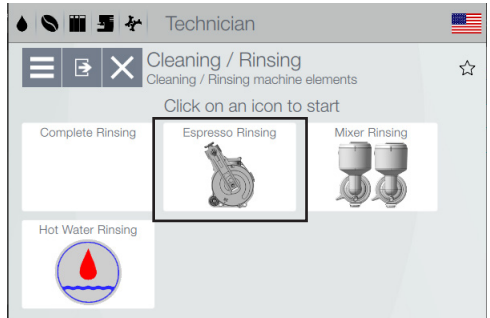 Technician
Cleaning / Rinsing
Cleaning / Rinsing machine elements
Click on an icon to start
Complete Rinsing
Espresso Rinsing
Mixer Rinsing
Hot Water Rinsing